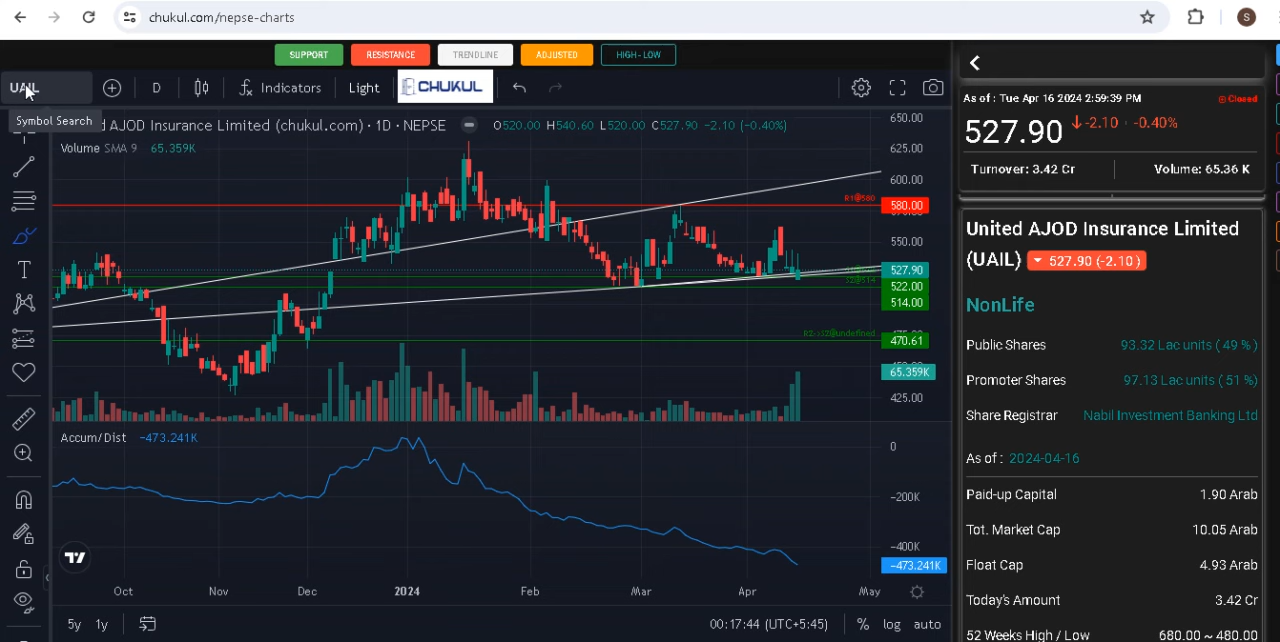 chukul.com/nepse-charts
S
SUPPORT RESISTANCE TRENDLINE ADJUSTED HIGH-LOW
UAIL D Indicators Light CHUKUL
Symbol Search
AJOD Insurance Limited (chukul.com) · 1D · NEPSE O520.00 H540.60 L520.00 C527.90 −2.10 (−0.40%)
Volume SMA 9 65.359K
650.00
625.00
600.00
R1@580 580.00
550.00
527.90
522.00
S2@514 514.00
R2->S2@undefined 470.61
65.359K
425.00
Accum/Dist −473.241K
0
−200K
−400K
−473.241K
Oct Nov Dec 2024 Feb Mar Apr May
5y 1y 00:17:44 (UTC+5:45) % log auto
As of : Tue Apr 16 2024 2:59:39 PM Closed
527.90 -2.10 · -0.40%
Turnover: 3.42 Cr Volume: 65.36 K
United AJOD Insurance Limited
(UAIL) 527.90 (-2.10)
NonLife
Public Shares 93.32 Lac units ( 49 %)
Promoter Shares 97.13 Lac units ( 51 %)
Share Registrar Nabil Investment Banking Ltd
As of : 2024-04-16
Paid-up Capital 1.90 Arab
Tot. Market Cap 10.05 Arab
Float Cap 4.93 Arab
Today's Amount 3.42 Cr
52 Weeks High / Low 680.00 ~ 480.00